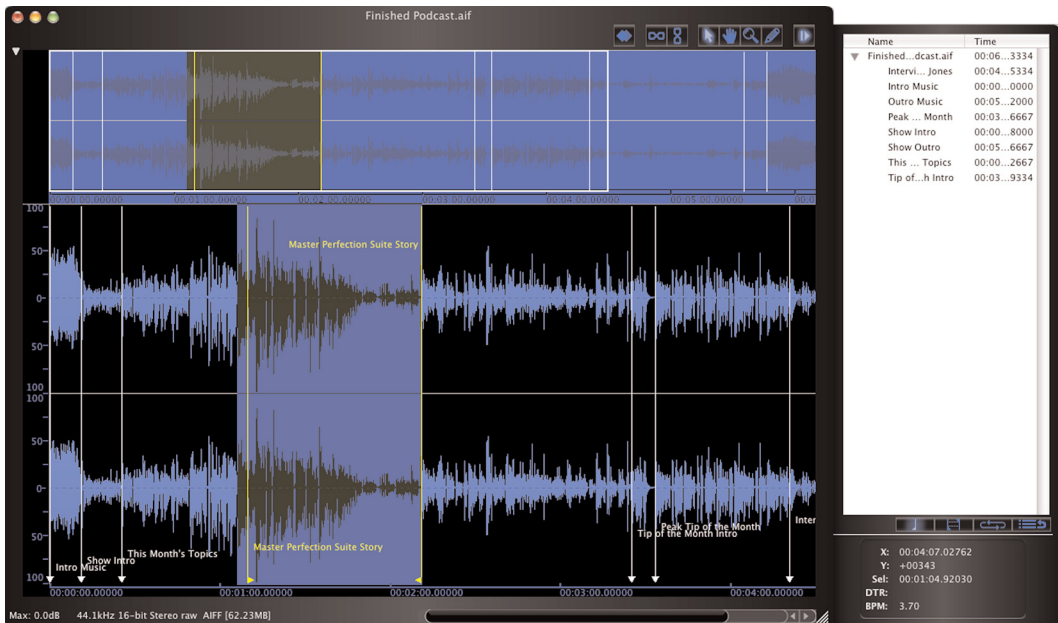 Finished Podcast.aif
Name Time
Finished...dcast.aif 00:06...3334
Intervi... Jones 00:04...5334
Intro Music 00:00...0000
Outro Music 00:05...2000
Peak ... Month 00:03...6667
Show Intro 00:00...8000
Show Outro 00:05...6667
This ... Topics 00:00...2667
Tip of...h Intro 00:03...9334
00:00:00.00000 00:01:00.00000 00:02:00.00000 00:03:00.00000 00:04:00.00000 00:05:00.00000
100
Master Perfection Suite Story
50
0
50
100
50
0
Inter
Peak Tip of the Month
Tip of the Month Intro
50
Master Perfection Suite Story
This Month's Topics
Show Intro
Intro Music
100
00:00:00.00000 00:01:00.00000 00:02:00.00000 00:03:00.00000 00:04:00.00000
Max: 0.0dB 44.1kHz 16-bit Stereo raw AIFF [62.23MB]
X: 00:04:07.02762
Y: +00343
Sel: 00:01:04.92030
DTR:
BPM: 3.70